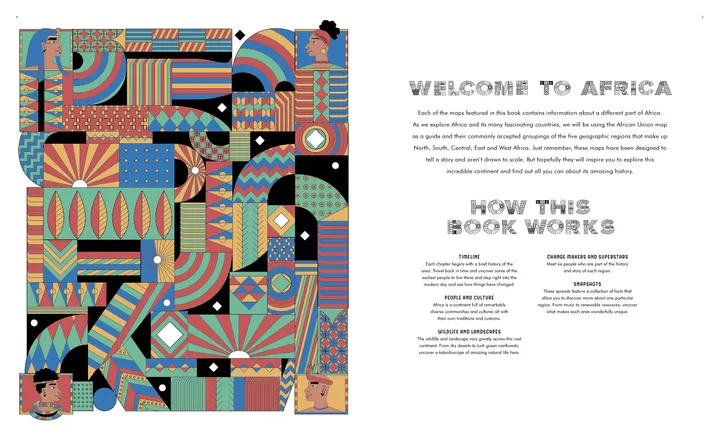 WELCOME TO AFRICA
Each of the maps featured in this book contains information about a different part of Africa.
As we explore Africa and its many fascinating countries, we will be using the African Union map
as a guide and their commonly accepted groupings of the five geographic regions that make up
North, South, Central, East and West Africa. Just remember, these maps have been designed to
tell a story and aren't drawn to scale. But hopefully they will inspire you to explore this
incredible continent and find out all you can about its amazing history.
HOW THIS
BOOK WORKS
TIMELINE
Each chapter begins with a brief history of the
area. Travel back in time and uncover some of the
earliest people to live there and step right into the
modern day and see how things have changed.
PEOPLE AND CULTURE
Africa is a continent full of remarkably
diverse communities and cultures all with
their own traditions and customs.
WILDLIFE AND LANDSCAPES
The wildlife and landscape vary greatly across this vast
continent. From dry deserts to lush green rainforests,
uncover a kaleidoscope of amazing natural life here.
CHANGE MAKERS AND SUPERSTARS
Meet six people who are part of the history
and story of each region.
SNAPSHOTS
These spreads feature a collection of facts that
allow you to discover more about one particular
region. From music to renewable resources, uncover
what makes each area wonderfully unique.